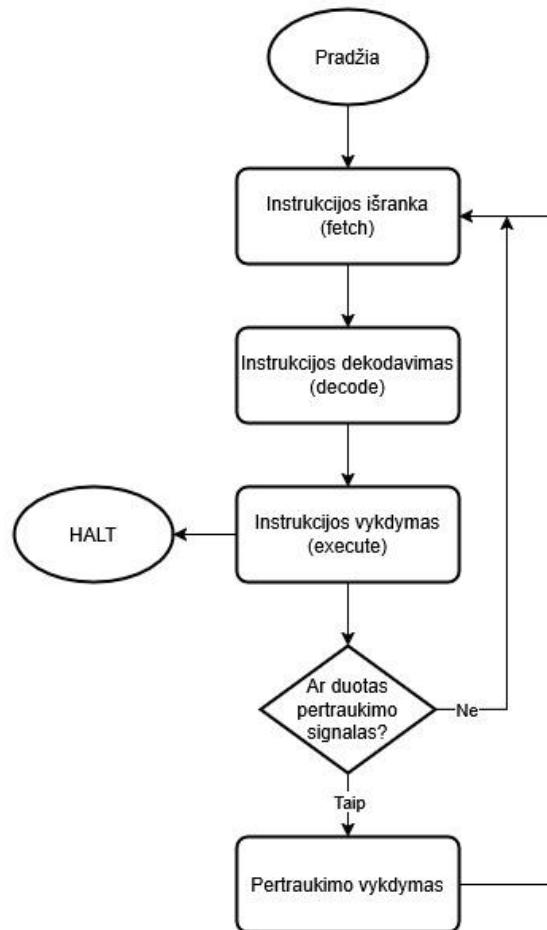 Pradžia
Instrukcijos išranka
(fetch)
Instrukcijos dekodavimas
(decode)
HALT
Instrukcijos vykdymas
(execute)
Ar duotas
pertraukimo
signalas?
Ne
Taip
Pertraukimo vykdymas